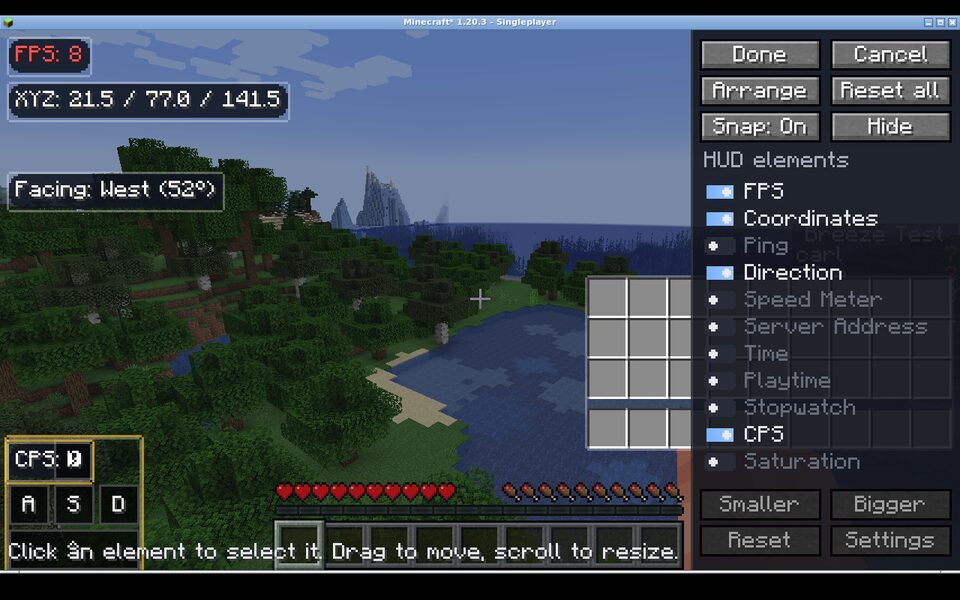 Minecraft* 1.20.3 - Singleplayer
FPS: 8
XYZ: 21.5 / 77.0 / 141.5
Facing: West (52°)
CPS: 0
A S D
Click an element to select it. Drag to move, scroll to resize.
Done Cancel
Arrange Reset all
Snap: On Hide
HUD elements
FPS
Coordinates
Ping
Direction
Speed Meter
Server Address
Time
Playtime
Stopwatch
CPS
Saturation
Smaller Bigger
Reset Settings
Breeze Test
carl